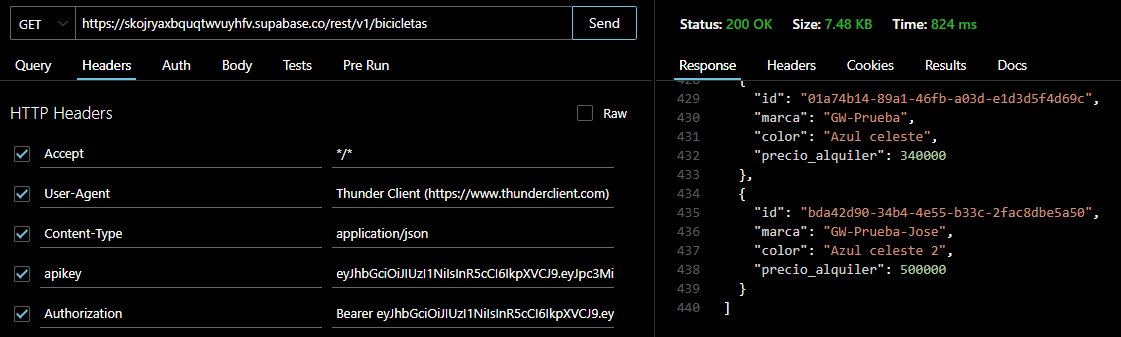 GET https://skojryaxbquqtwvuyhfv.supabase.co/rest/v1/bicicletas Send
Query Headers Auth Body Tests Pre Run
HTTP Headers Raw
Accept */*
User-Agent Thunder Client (https://www.thunderclient.com)
Content-Type application/json
apikey eyJhbGciOiJIUzI1NiIsInR5cCI6IkpXVCJ9.eyJpc3Mi
Authorization Bearer eyJhbGciOiJIUzI1NiIsInR5cCI6IkpXVCJ9.ey
Status: 200 OK Size: 7.48 KB Time: 824 ms
Response Headers Cookies Results Docs
428 {
429 "id": "01a74b14-89a1-46fb-a03d-e1d3d5f4d69c",
430 "marca": "GW-Prueba",
431 "color": "Azul celeste",
432 "precio_alquiler": 340000
433 },
434 {
435 "id": "bda42d90-34b4-4e55-b33c-2fac8dbe5a50",
436 "marca": "GW-Prueba-Jose",
437 "color": "Azul celeste 2",
438 "precio_alquiler": 500000
439 }
440 ]